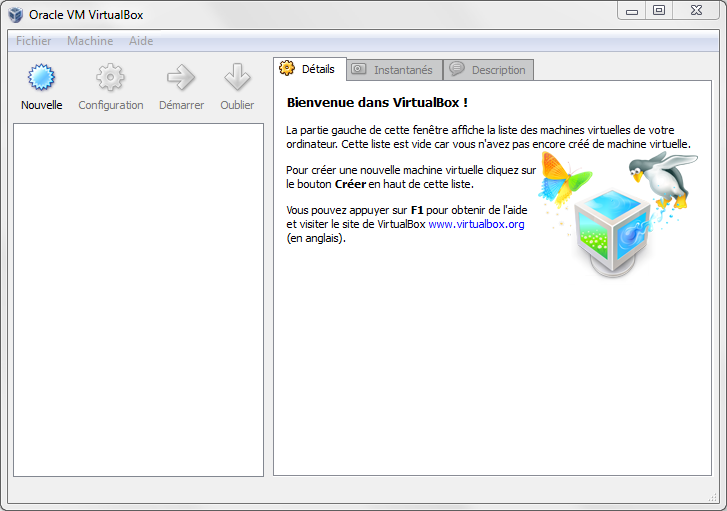 Oracle VM VirtualBox
Fichier Machine Aide
Nouvelle Configuration Démarrer Oublier
Détails Instantanés Description
Bienvenue dans VirtualBox !
La partie gauche de cette fenêtre affiche la liste des machines virtuelles de votre
ordinateur. Cette liste est vide car vous n'avez pas encore créé de machine virtuelle.
Pour créer une nouvelle machine virtuelle cliquez sur
le bouton Créer en haut de cette liste.
Vous pouvez appuyer sur F1 pour obtenir de l'aide
et visiter le site de VirtualBox www.virtualbox.org
(en anglais).